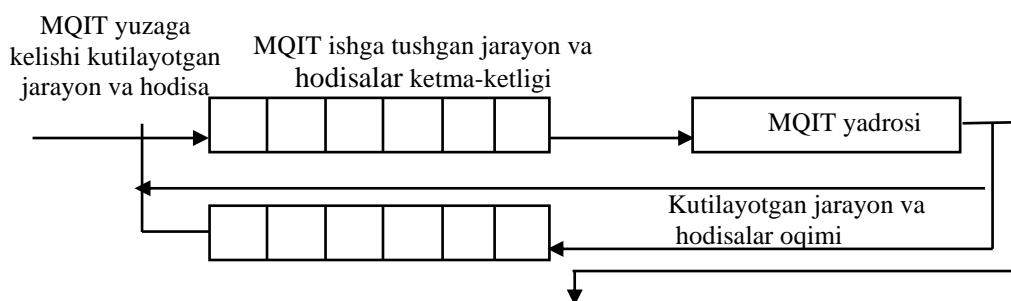 MQIT yuzaga
kelishi kutilayotgan
jarayon va hodisa
MQIT ishga tushgan jarayon va
hodisalar ketma-ketligi
MQIT yadrosi
Kutilayotgan jarayon va
hodisalar oqimi